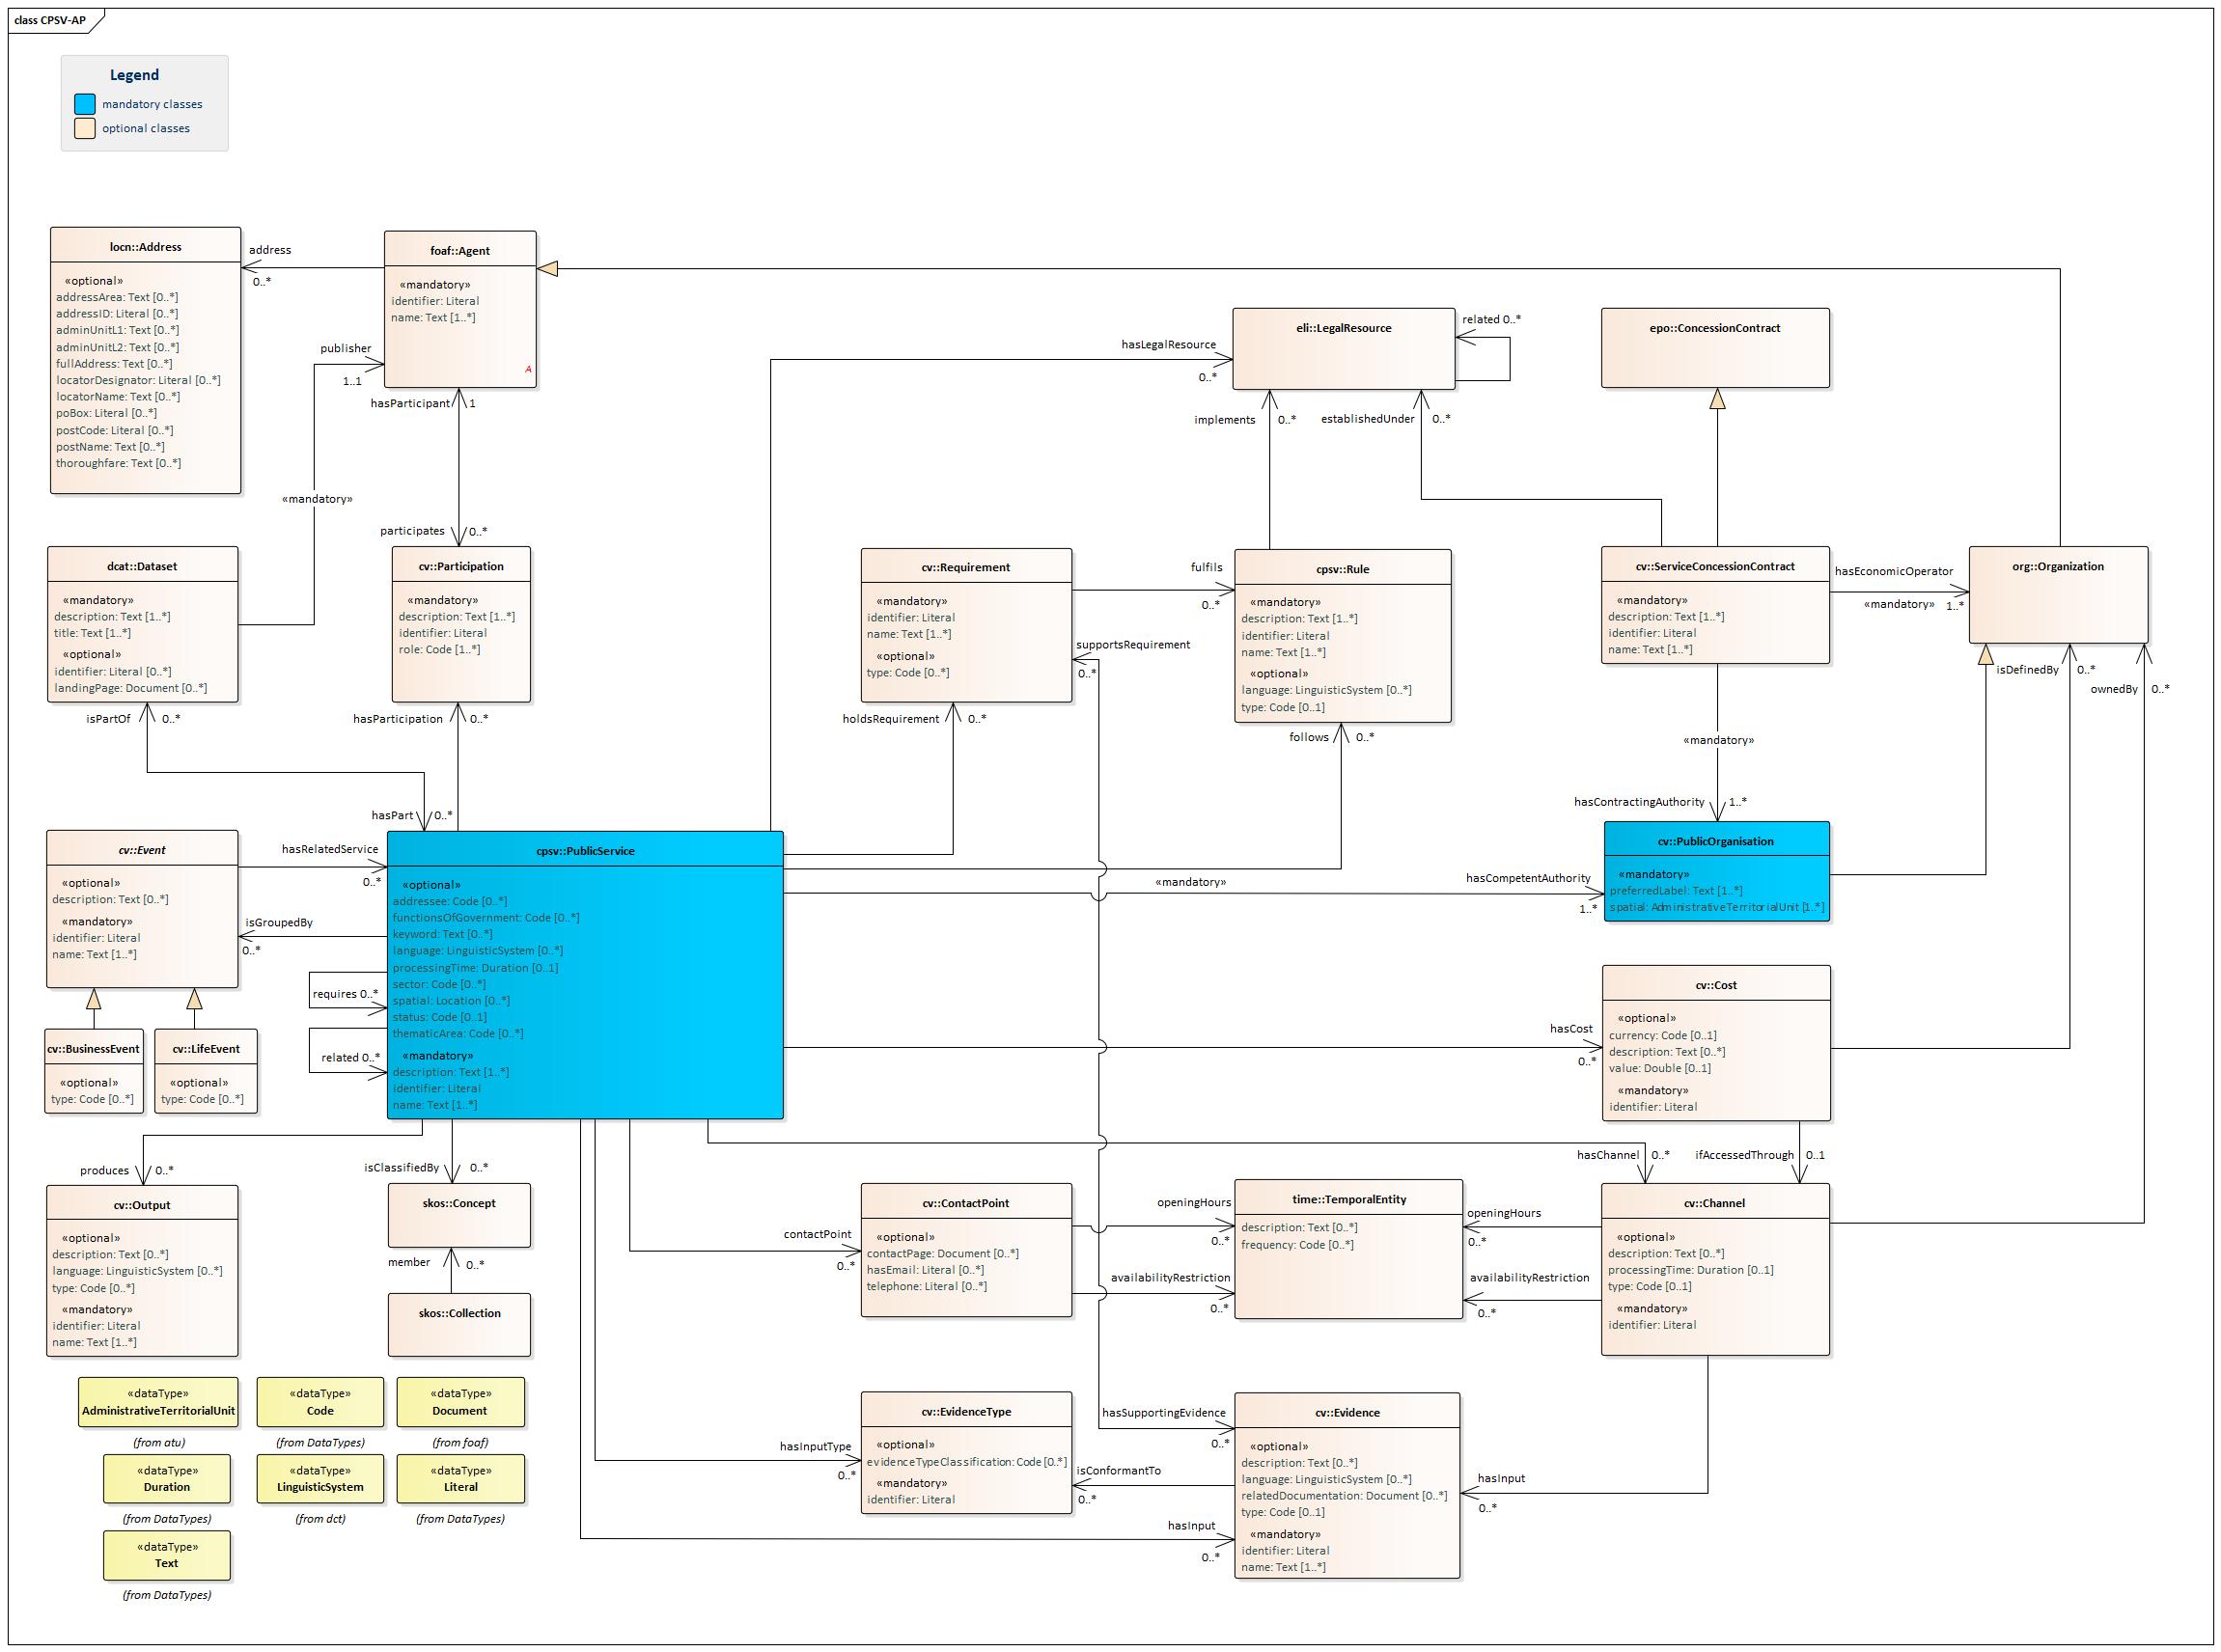 class CPSV-AP
Legend
mandatory classes
optional classes
locn::Address
«optional»
addressArea: Text [0..*]
addressID: Literal [0..*]
adminUnitL1: Text [0..*]
adminUnitL2: Text [0..*]
fullAddress: Text [0..*]
locatorDesignator: Literal [0..*]
locatorName: Text [0..*]
poBox: Literal [0..*]
postCode: Literal [0..*]
postName: Text [0..*]
thoroughfare: Text [0..*]
address
0..*
foaf::Agent
«mandatory»
identifier: Literal
name: Text [1..*]
A
publisher
1..1
«mandatory»
hasParticipant
1
participates
0..*
eli::LegalResource
related 0..*
hasLegalResource
0..*
implements
0..*
establishedUnder
0..*
epo::ConcessionContract
dcat::Dataset
«mandatory»
description: Text [1..*]
title: Text [1..*]
«optional»
identifier: Literal [0..*]
landingPage: Document [0..*]
isPartOf
0..*
cv::Participation
«mandatory»
description: Text [1..*]
identifier: Literal
role: Code [1..*]
hasParticipation
0..*
cv::Requirement
«mandatory»
identifier: Literal
name: Text [1..*]
«optional»
type: Code [0..*]
fulfils
0..*
supportsRequirement
0..*
holdsRequirement
0..*
cpsv::Rule
«mandatory»
description: Text [1..*]
identifier: Literal
name: Text [1..*]
«optional»
language: LinguisticSystem [0..*]
type: Code [0..1]
follows
0..*
cv::ServiceConcessionContract
«mandatory»
description: Text [1..*]
identifier: Literal
name: Text [1..*]
hasEconomicOperator
«mandatory»
1..*
org::Organization
isDefinedBy
0..*
ownedBy
0..*
«mandatory»
hasContractingAuthority
1..*
hasPart
0..*
cv::Event
«optional»
description: Text [0..*]
«mandatory»
identifier: Literal
name: Text [1..*]
hasRelatedService
0..*
isGroupedBy
0..*
cpsv::PublicService
«optional»
addressee: Code [0..*]
functionsOfGovernment: Code [0..*]
keyword: Text [0..*]
language: LinguisticSystem [0..*]
processingTime: Duration [0..1]
sector: Code [0..*]
spatial: Location [0..*]
status: Code [0..1]
thematicArea: Code [0..*]
«mandatory»
description: Text [1..*]
identifier: Literal
name: Text [1..*]
requires 0..*
related 0..*
«mandatory»
hasCompetentAuthority
1..*
cv::PublicOrganisation
«mandatory»
preferredLabel: Text [1..*]
spatial: AdministrativeTerritorialUnit [1..*]
cv::BusinessEvent
«optional»
type: Code [0..*]
cv::LifeEvent
«optional»
type: Code [0..*]
hasCost
0..*
cv::Cost
«optional»
currency: Code [0..1]
description: Text [0..*]
value: Double [0..1]
«mandatory»
identifier: Literal
produces
0..*
isClassifiedBy
0..*
hasChannel
0..*
ifAccessedThrough
0..1
cv::Output
«optional»
description: Text [0..*]
language: LinguisticSystem [0..*]
type: Code [0..*]
«mandatory»
identifier: Literal
name: Text [1..*]
skos::Concept
member
0..*
skos::Collection
contactPoint
0..*
cv::ContactPoint
«optional»
contactPage: Document [0..*]
hasEmail: Literal [0..*]
telephone: Literal [0..*]
openingHours
0..*
availabilityRestriction
0..*
time::TemporalEntity
description: Text [0..*]
frequency: Code [0..*]
openingHours
0..*
availabilityRestriction
0..*
cv::Channel
«optional»
description: Text [0..*]
processingTime: Duration [0..1]
type: Code [0..1]
«mandatory»
identifier: Literal
«dataType»
AdministrativeTerritorialUnit
(from atu)
«dataType»
Code
(from DataTypes)
«dataType»
Document
(from foaf)
«dataType»
Duration
(from DataTypes)
«dataType»
LinguisticSystem
(from dct)
«dataType»
Literal
(from DataTypes)
«dataType»
Text
(from DataTypes)
hasInputType
0..*
cv::EvidenceType
«optional»
evidenceTypeClassification: Code [0..*]
«mandatory»
identifier: Literal
hasSupportingEvidence
0..*
isConformantTo
0..*
hasInput
0..*
cv::Evidence
«optional»
description: Text [0..*]
language: LinguisticSystem [0..*]
relatedDocumentation: Document [0..*]
type: Code [0..1]
«mandatory»
identifier: Literal
name: Text [1..*]
hasInput
0..*